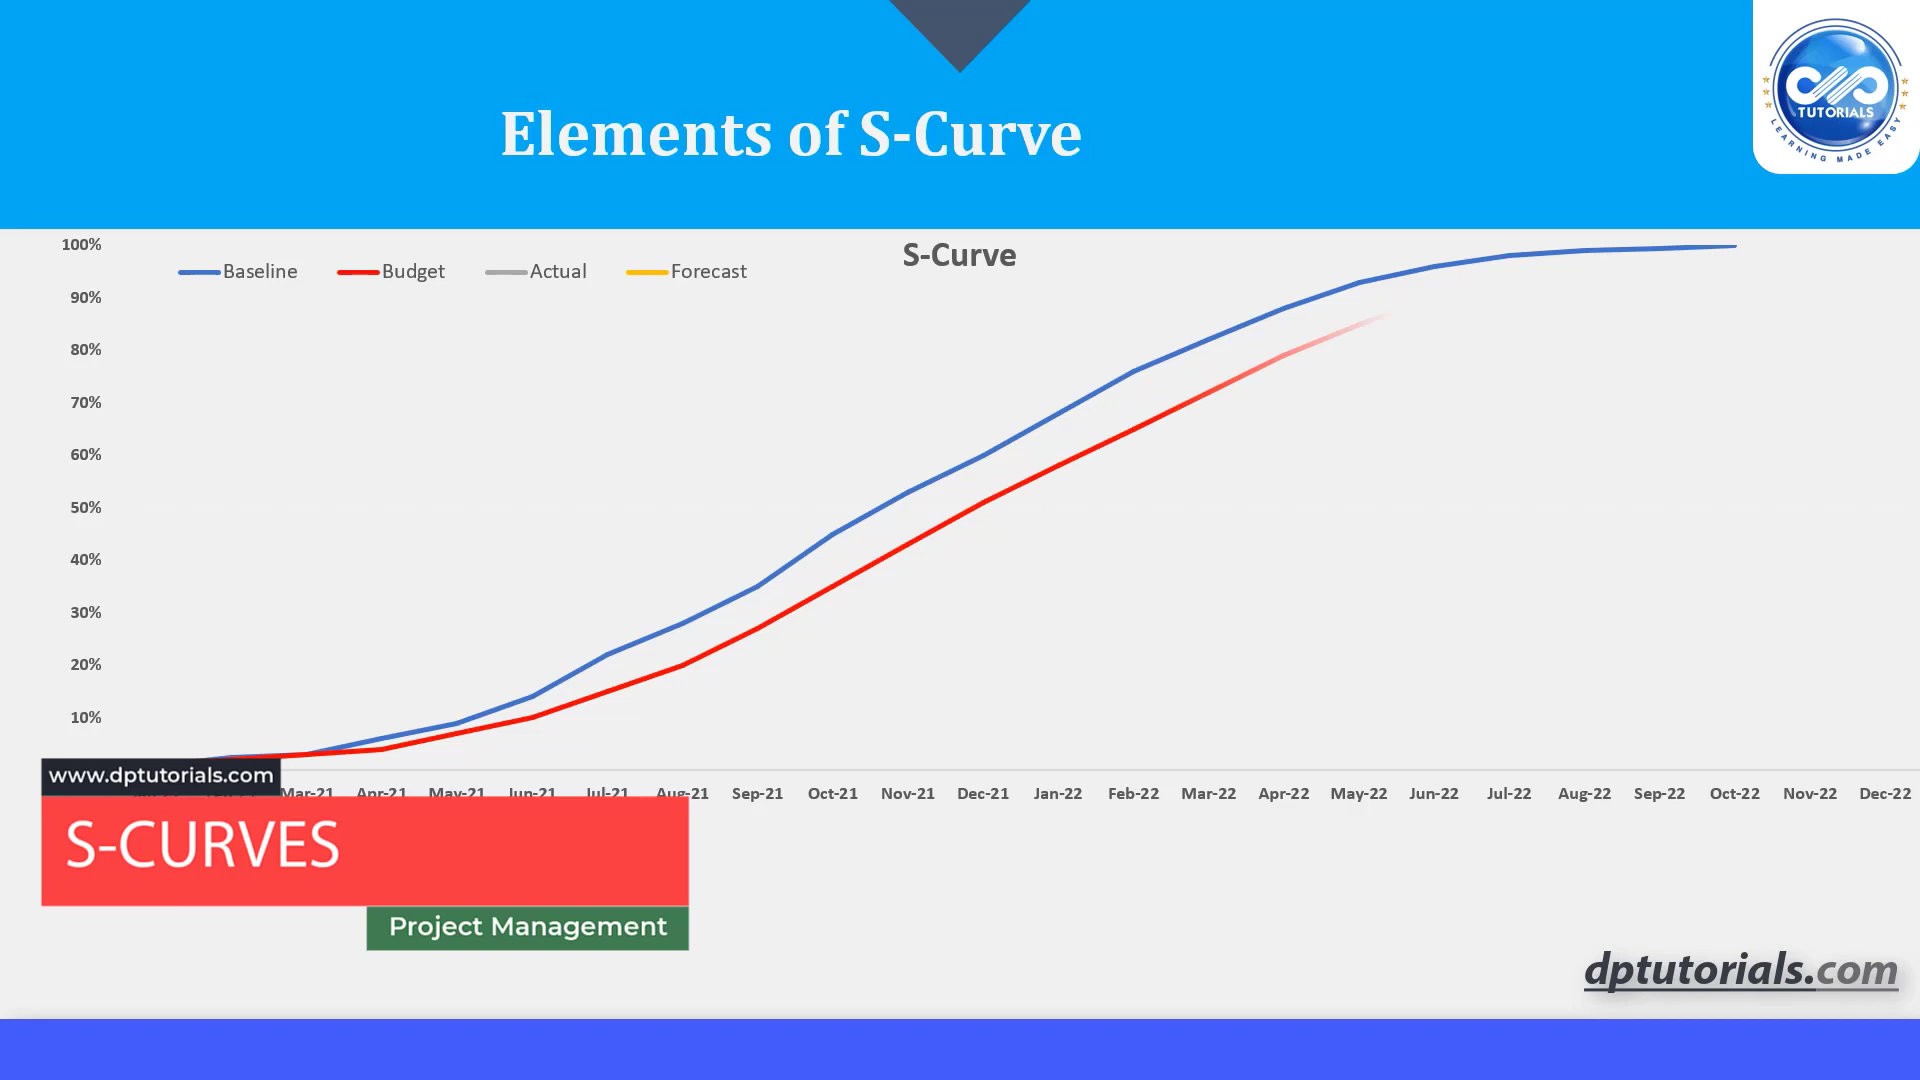 Elements of S-Curve
TUTORIALS
LEARNING MADE EASY
S-Curve
Baseline Budget Actual Forecast
100%
90%
80%
70%
60%
50%
40%
30%
20%
10%
www.dptutorials.com
Mar-21 Apr-21 May-21 Jun-21 Jul-21 Aug-21 Sep-21 Oct-21 Nov-21 Dec-21 Jan-22 Feb-22 Mar-22 Apr-22 May-22 Jun-22 Jul-22 Aug-22 Sep-22 Oct-22 Nov-22 Dec-22
S-CURVES
Project Management
dptutorials.com